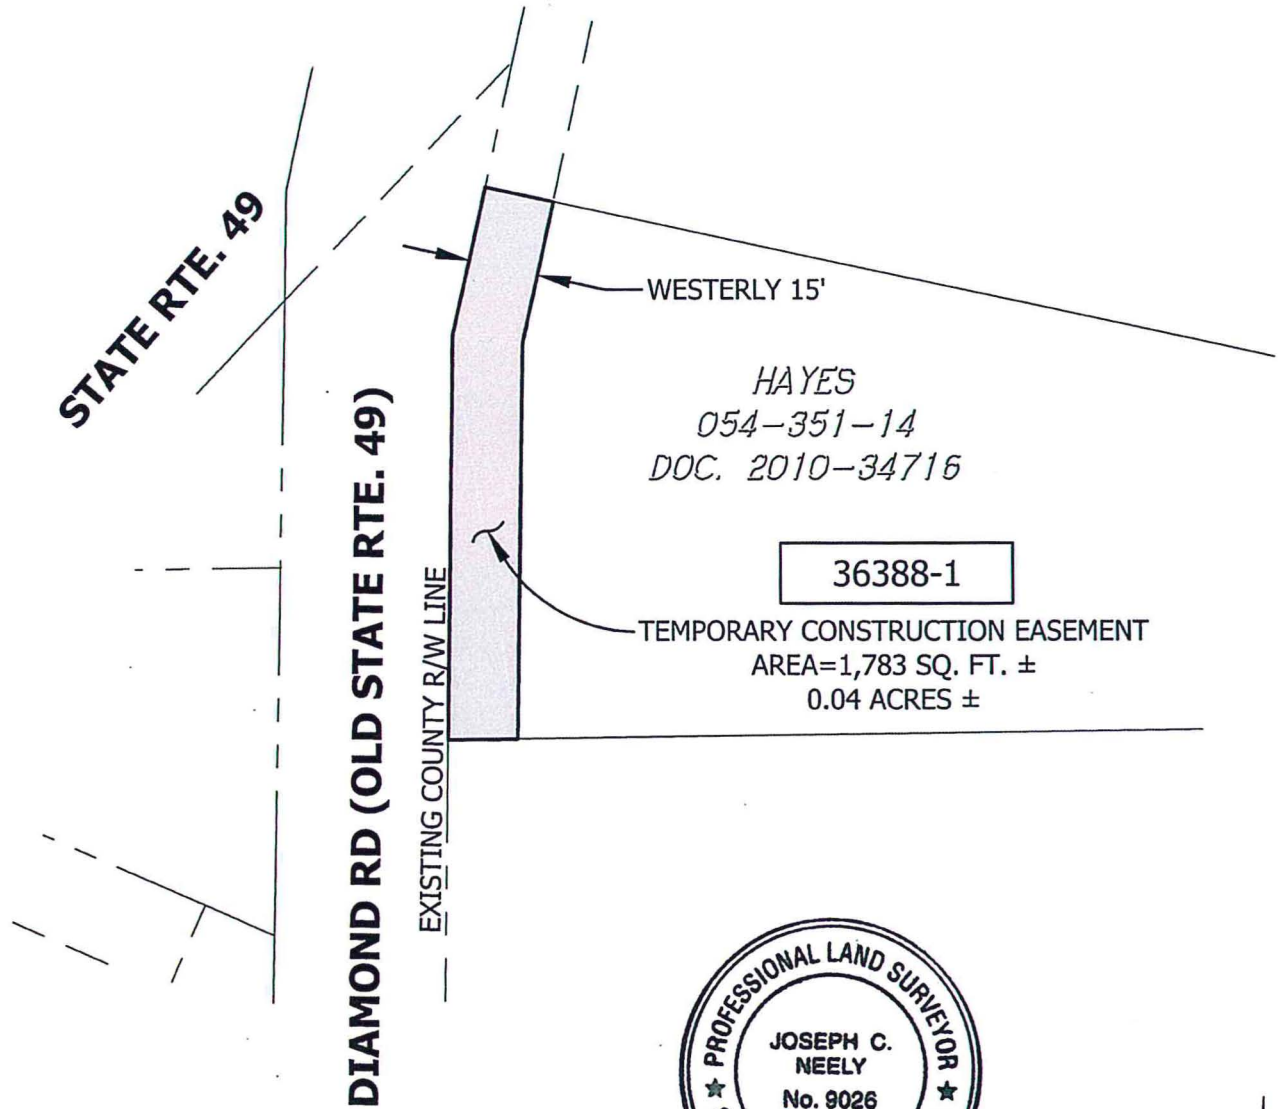 STATE RTE. 49
WESTERLY 15'
HAYES
054-351-14
DOC. 2010-34716
DIAMOND RD (OLD STATE RTE. 49)
EXISTING COUNTY R/W LINE
36388-1
TEMPORARY CONSTRUCTION EASEMENT
AREA=1,783 SQ. FT. ±
0.04 ACRES ±
★ PROFESSIONAL LAND SURVEYOR ★
JOSEPH C.
NEELY
No. 9026